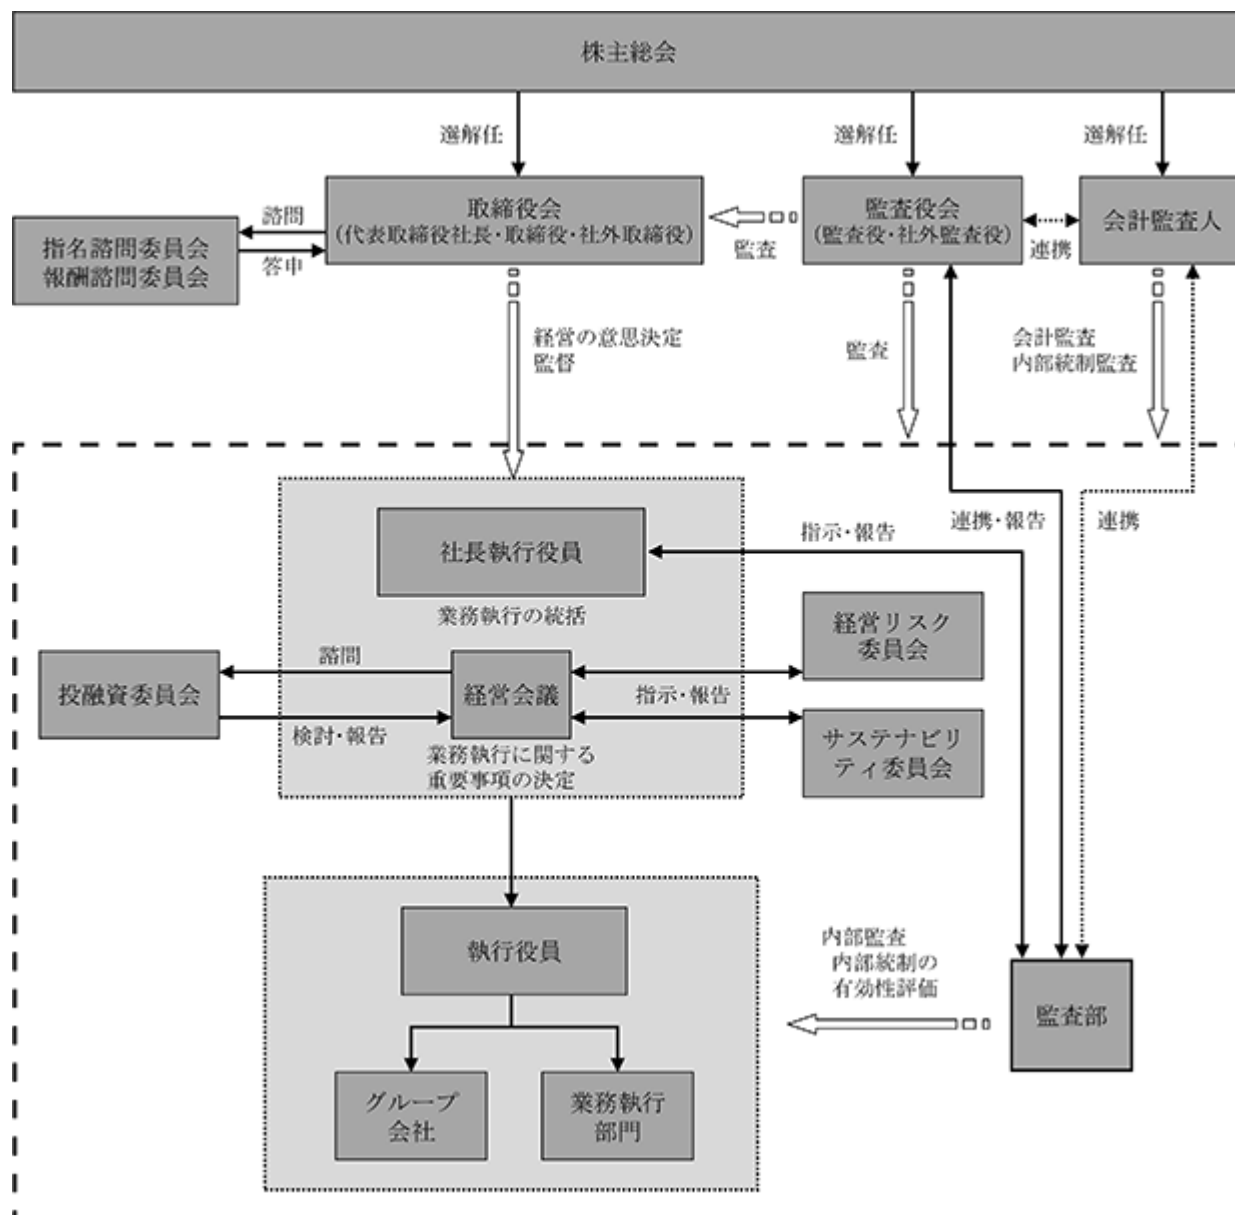 株主総会
選解任
選解任
選解任
取締役会
(代表取締役社長・取締役・社外取締役)
監査役会
(監査役・社外監査役)
会計監査人
諮問
答申
指名諮問委員会
報酬諮問委員会
監査
連携
経営の意思決定
監督
監査
会計監査
内部統制監査
社長執行役員
業務執行の統括
指示・報告
連携・報告
連携
経営リスク
委員会
投融資委員会
諮問
検討・報告
経営会議
指示・報告
サステナビリ
ティ委員会
業務執行に関する
重要事項の決定
執行役員
内部監査
内部統制の
有効性評価
監査部
グループ
会社
業務執行
部門